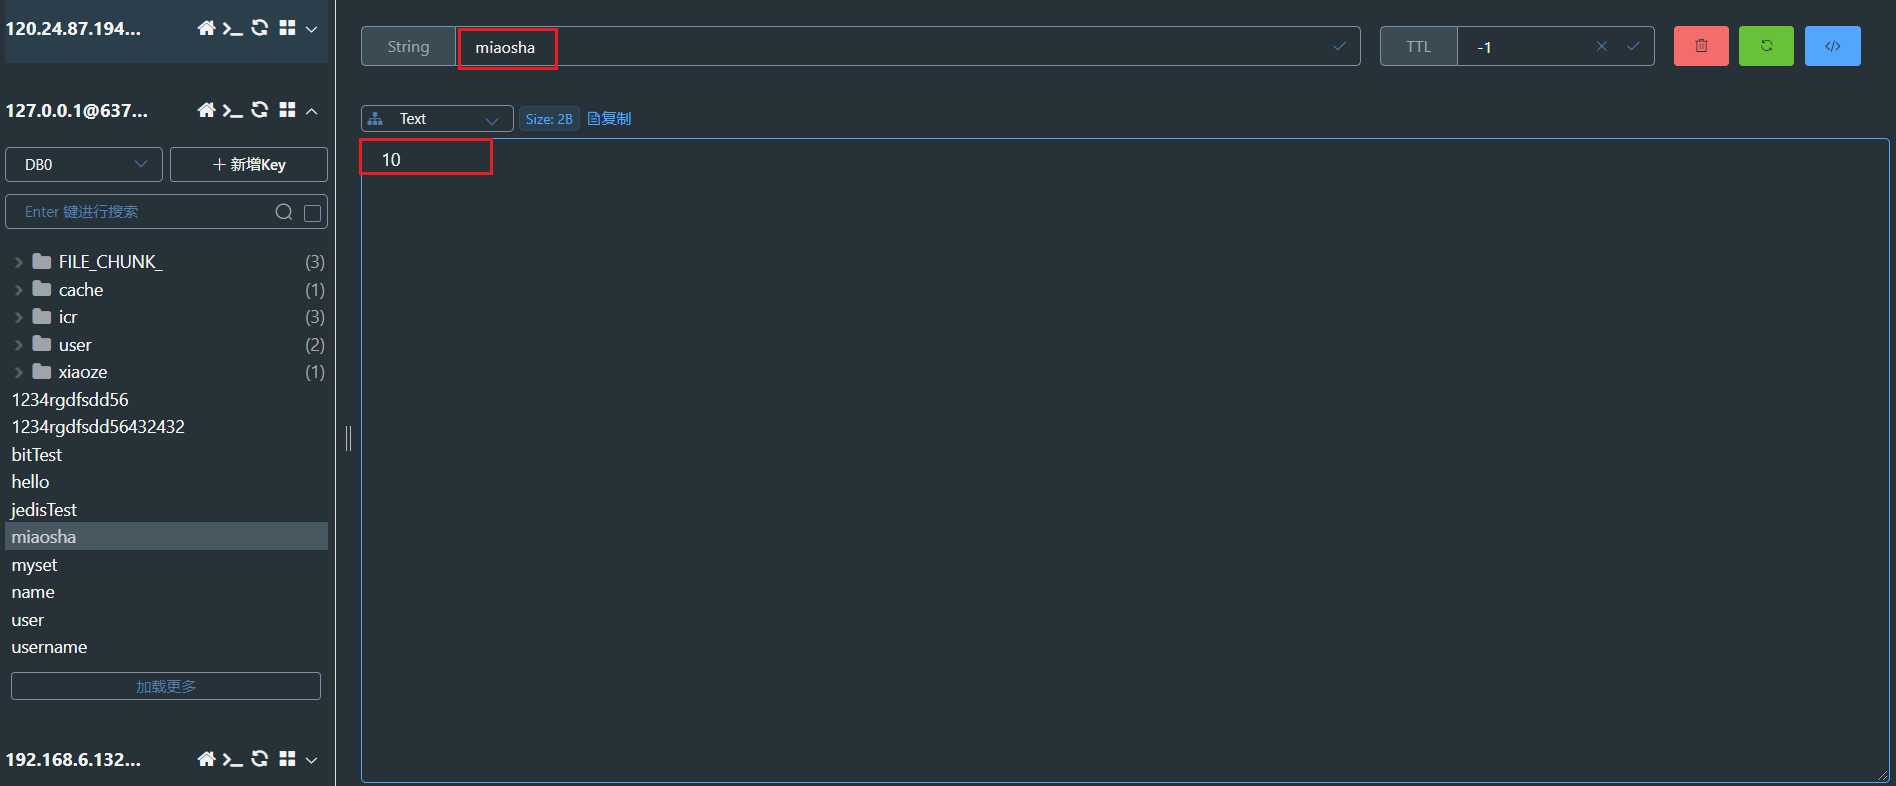 120.24.87.194...
127.0.0.1@637...
DB0
新增Key
Enter 键进行搜索
FILE_CHUNK_ (3)
cache (1)
icr (3)
user (2)
xiaoze (1)
1234rgdfsdd56
1234rgdfsdd56432432
bitTest
hello
jedisTest
miaosha
myset
name
user
username
加载更多
192.168.6.132...
String miaosha
TTL -1
Text Size: 2B 复制
10